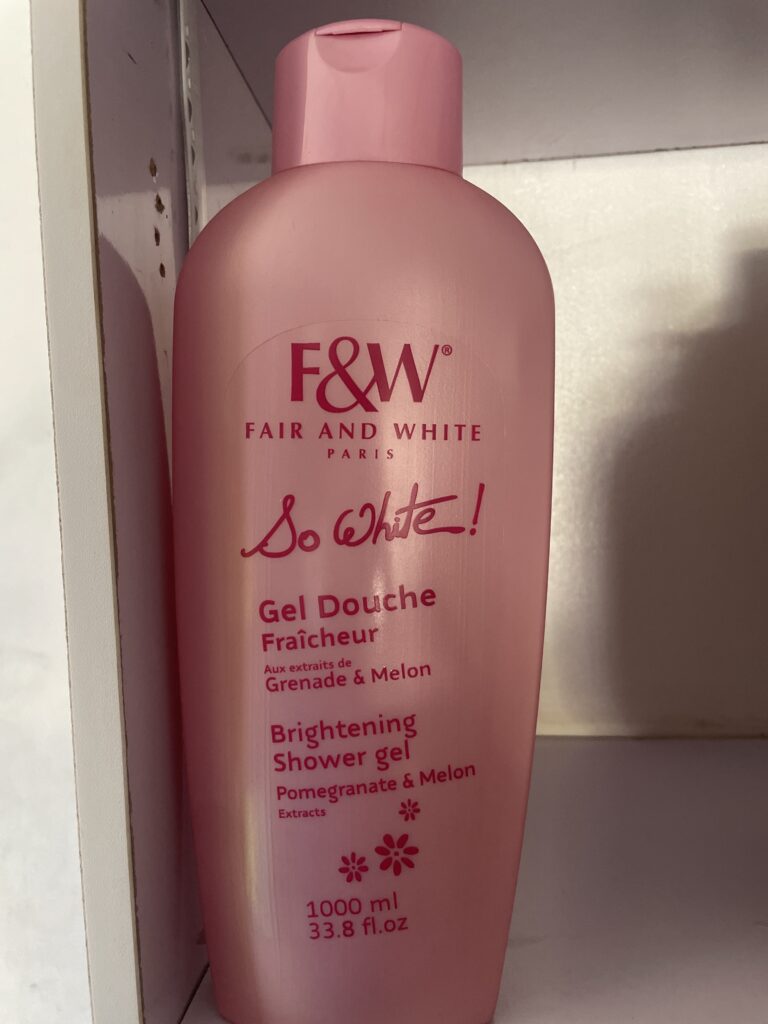 F&W®
FAIR AND WHITE
PARIS
So White!
Gel Douche
Fraîcheur
Aux extraits de
Grenade & Melon
Brightening
Shower gel
Pomegranate & Melon
Extracts
1000 ml
33.8 fl.oz